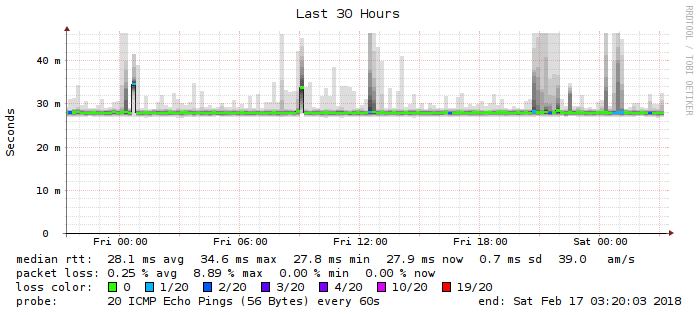 Last 30 Hours
RRDTOOL / TOBI OETIKER
Seconds
40 m
30 m
20 m
10 m
0
Fri 00:00 Fri 06:00 Fri 12:00 Fri 18:00 Sat 00:00
median rtt: 28.1 ms avg 34.6 ms max 27.8 ms min 27.9 ms now 0.7 ms sd 39.0 am/s
packet loss: 0.25 % avg 8.89 % max 0.00 % min 0.00 % now
loss color: 0 1/20 2/20 3/20 4/20 10/20 19/20
probe: 20 ICMP Echo Pings (56 Bytes) every 60s end: Sat Feb 17 03:20:03 2018